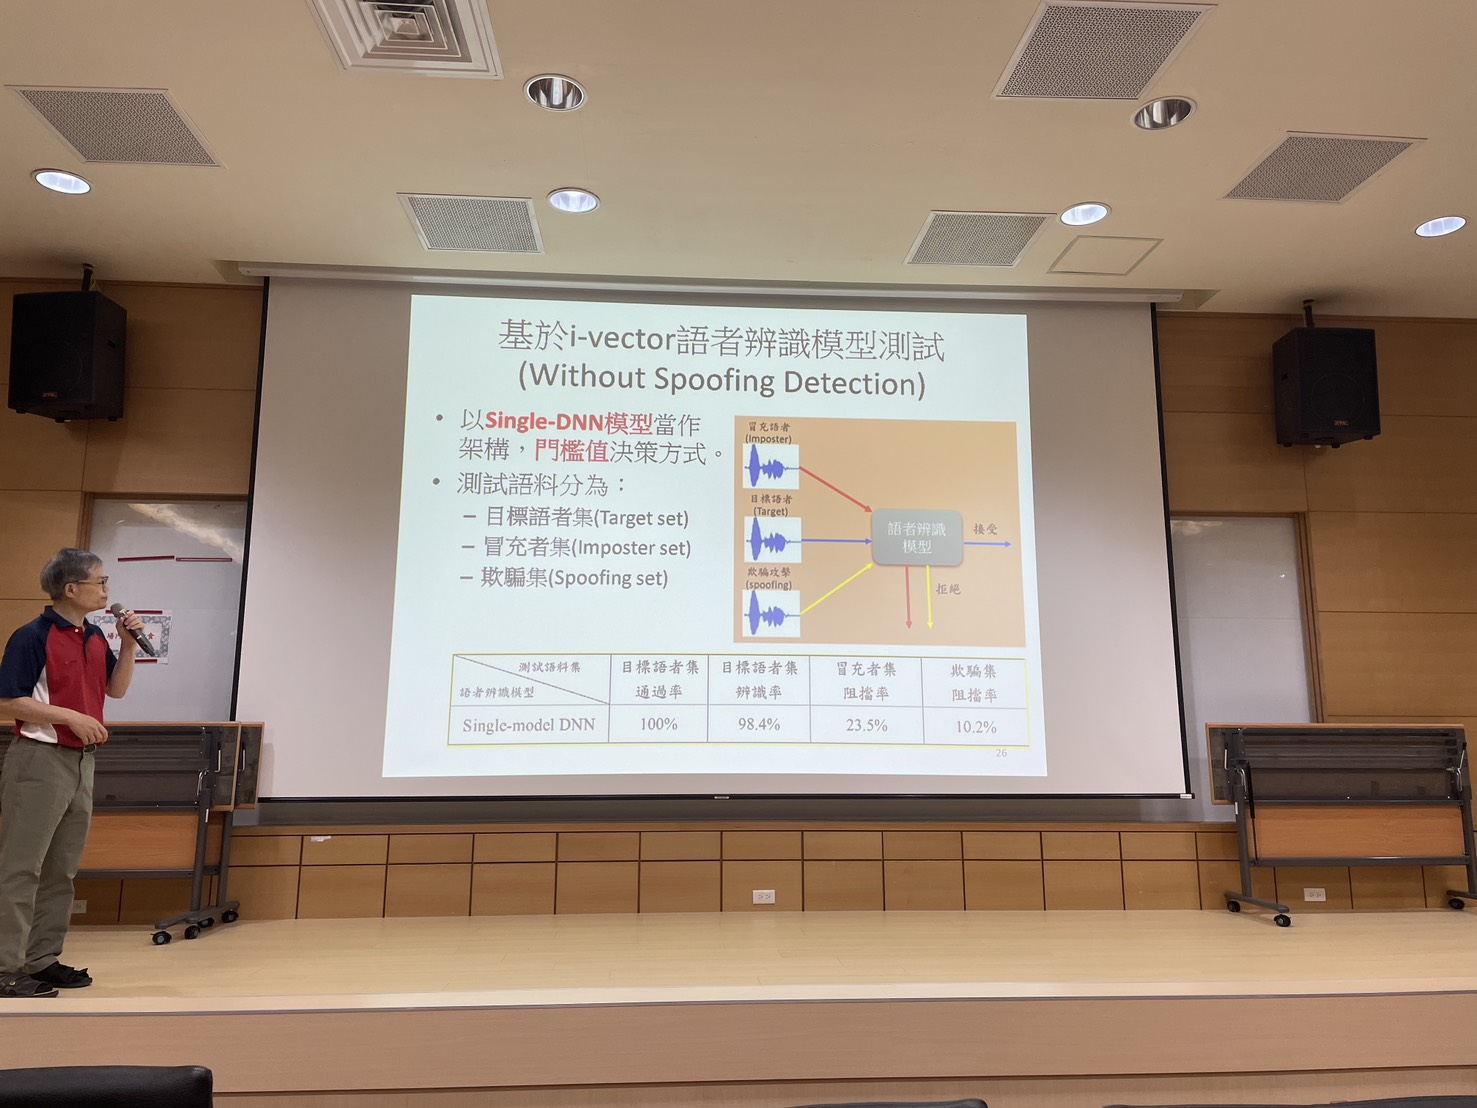 基於i-vector語者辨識模型測試
(Without Spoofing Detection)
• 以Single-DNN模型當作
架構，門檻值決策方式。
• 測試語料分為：
– 目標語者集(Target set)
– 冒充者集(Imposter set)
– 欺騙集(Spoofing set)
冒充語者
(Imposter)
目標語者
(Target)
欺騙攻擊
(spoofing)
語者辨識
模型
接受
拒絕
測試語料集
語者辨識模型
目標語者集
通過率
目標語者集
辨識率
冒充者集
阻擋率
欺騙集
阻擋率
Single-model DNN 100% 98.4% 23.5% 10.2%
26